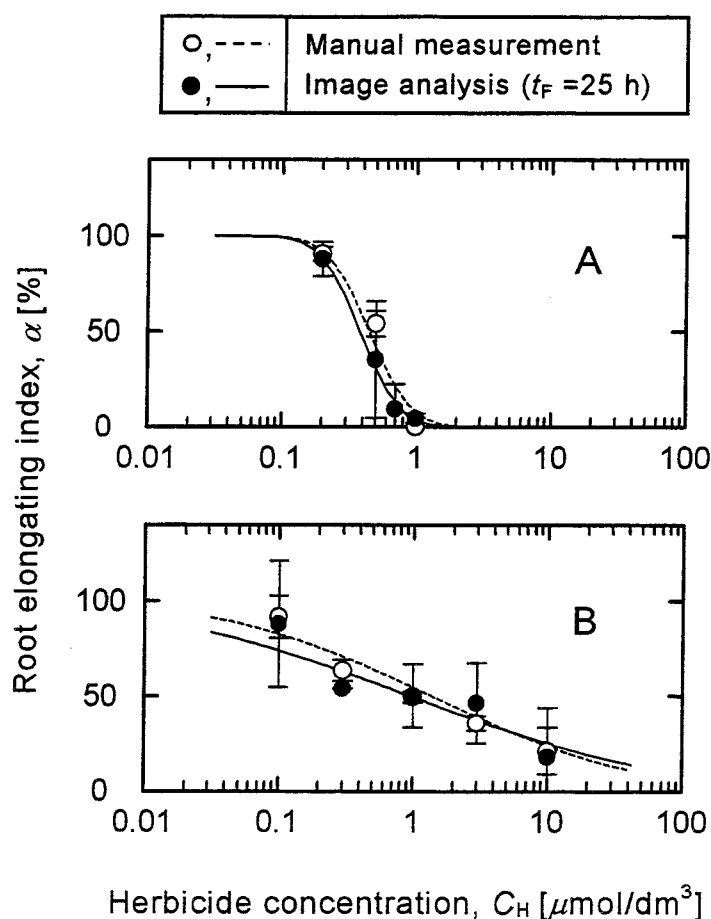 ○, ---- Manual measurement
●, — Image analysis (tF =25 h)
Root elongating index, α [%]
100
50
0
A
0.01 0.1 1 10 100
100
50
0
B
0.01 0.1 1 10 100
Herbicide concentration, CH [μmol/dm³]